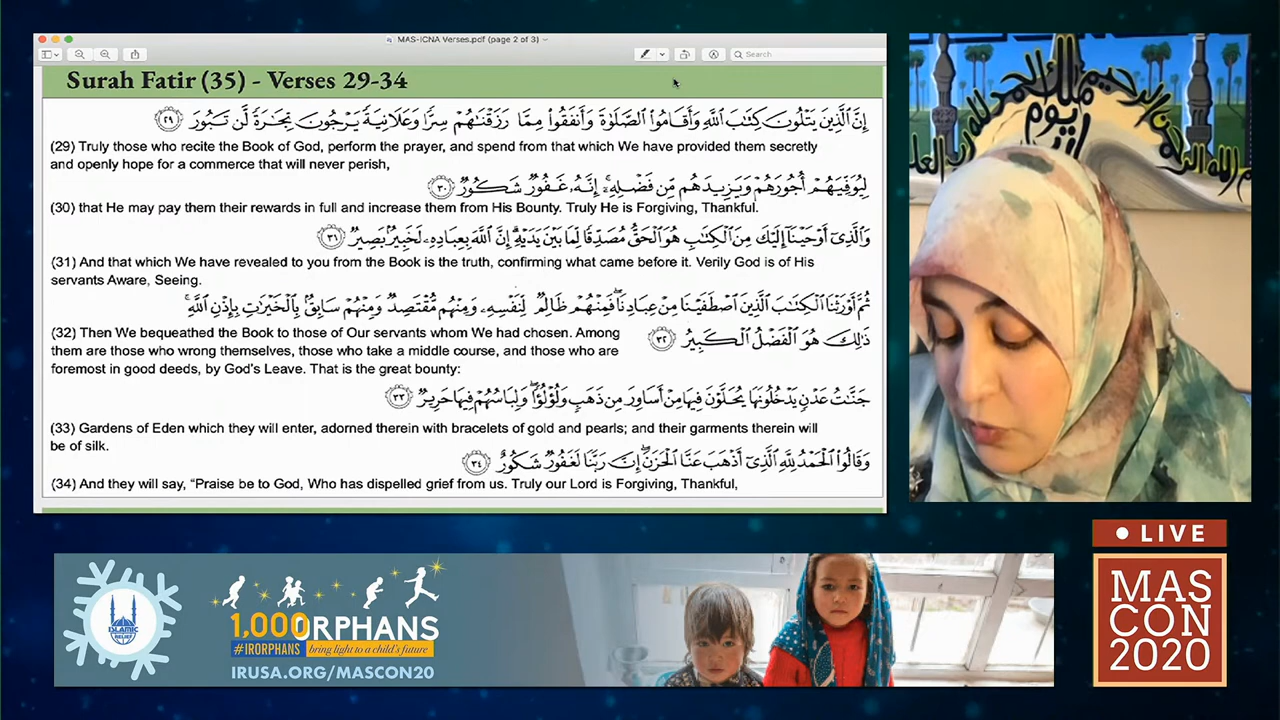 MAS-ICNA Verses.pdf (page 2 of 3)
Search
Surah Fatir (35) - Verses 29-34
إِنَّ ٱلَّذِينَ يَتْلُونَ كِتَٰبَ ٱللَّهِ وَأَقَامُوا۟ ٱلصَّلَوٰةَ وَأَنفَقُوا۟ مِمَّا رَزَقْنَٰهُمْ سِرًّا وَعَلَانِيَةً يَرْجُونَ تِجَٰرَةً لَّن تَبُورَ ٢٩
(29) Truly those who recite the Book of God, perform the prayer, and spend from that which We have provided them secretly
and openly hope for a commerce that will never perish,
لِيُوَفِّيَهُمْ أُجُورَهُمْ وَيَزِيدَهُم مِّن فَضْلِهِۦٓ ۚ إِنَّهُۥ غَفُورٌ شَكُورٌ ٣٠
(30) that He may pay them their rewards in full and increase them from His Bounty. Truly He is Forgiving, Thankful.
وَٱلَّذِىٓ أَوْحَيْنَآ إِلَيْكَ مِنَ ٱلْكِتَٰبِ هُوَ ٱلْحَقُّ مُصَدِّقًا لِّمَا بَيْنَ يَدَيْهِ ۗ إِنَّ ٱللَّهَ بِعِبَادِهِۦ لَخَبِيرٌۢ بَصِيرٌ ٣١
(31) And that which We have revealed to you from the Book is the truth, confirming what came before it. Verily God is of His
servants Aware, Seeing.
ثُمَّ أَوْرَثْنَا ٱلْكِتَٰبَ ٱلَّذِينَ ٱصْطَفَيْنَا مِنْ عِبَادِنَا ۖ فَمِنْهُمْ ظَالِمٌ لِّنَفْسِهِۦ وَمِنْهُم مُّقْتَصِدٌ وَمِنْهُمْ سَابِقٌۢ بِٱلْخَيْرَٰتِ بِإِذْنِ ٱللَّهِ ۚ
ذَٰلِكَ هُوَ ٱلْفَضْلُ ٱلْكَبِيرُ ٣٢
(32) Then We bequeathed the Book to those of Our servants whom We had chosen. Among
them are those who wrong themselves, those who take a middle course, and those who are
foremost in good deeds, by God's Leave. That is the great bounty:
جَنَّٰتُ عَدْنٍ يَدْخُلُونَهَا يُحَلَّوْنَ فِيهَا مِنْ أَسَاوِرَ مِن ذَهَبٍ وَلُؤْلُؤًا ۖ وَلِبَاسُهُمْ فِيهَا حَرِيرٌ ٣٣
(33) Gardens of Eden which they will enter, adorned therein with bracelets of gold and pearls; and their garments therein will
be of silk.
وَقَالُوا۟ ٱلْحَمْدُ لِلَّهِ ٱلَّذِىٓ أَذْهَبَ عَنَّا ٱلْحَزَنَ ۖ إِنَّ رَبَّنَا لَغَفُورٌ شَكُورٌ ٣٤
(34) And they will say, “Praise be to God, Who has dispelled grief from us. Truly our Lord is Forgiving, Thankful,
LIVE
MAS
CON
2020
ISLAMIC
RELIEF
1,000 ORPHANS
#IRORPHANS bring light to a child's future
IRUSA.ORG/MASCON20